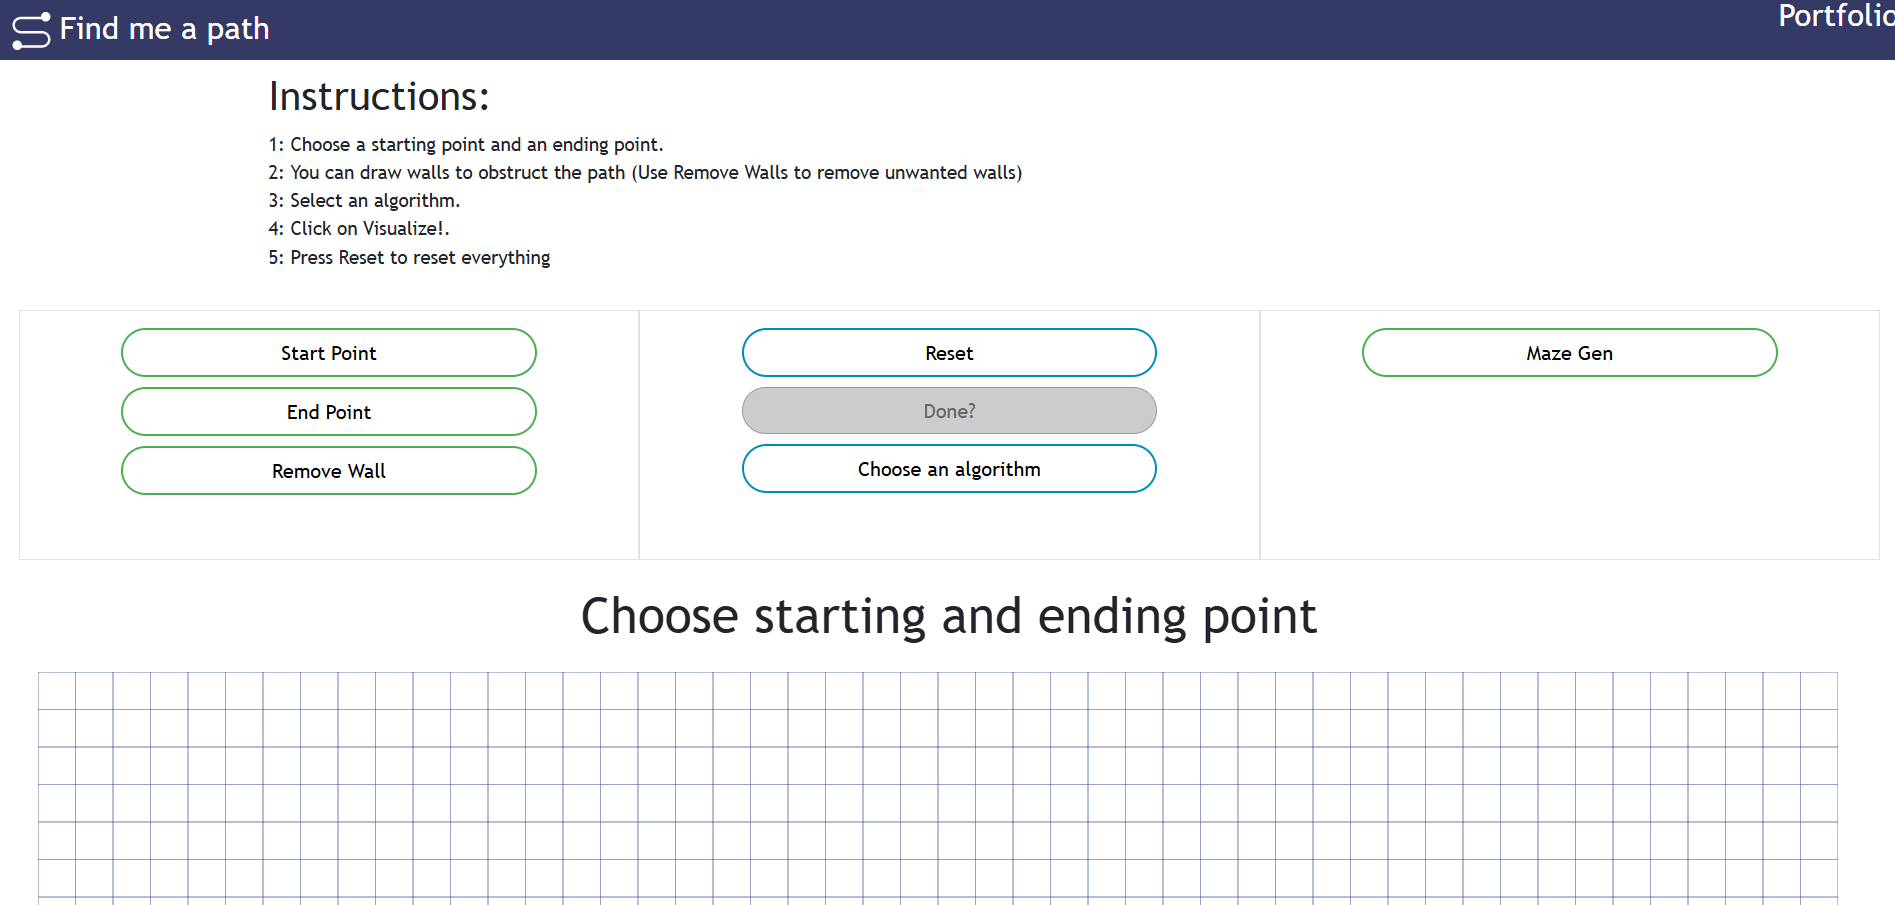 Find me a path
Portfolio
Instructions:
1: Choose a starting point and an ending point.
2: You can draw walls to obstruct the path (Use Remove Walls to remove unwanted walls)
3: Select an algorithm.
4: Click on Visualize!.
5: Press Reset to reset everything
Start Point
End Point
Remove Wall
Reset
Done?
Choose an algorithm
Maze Gen
Choose starting and ending point